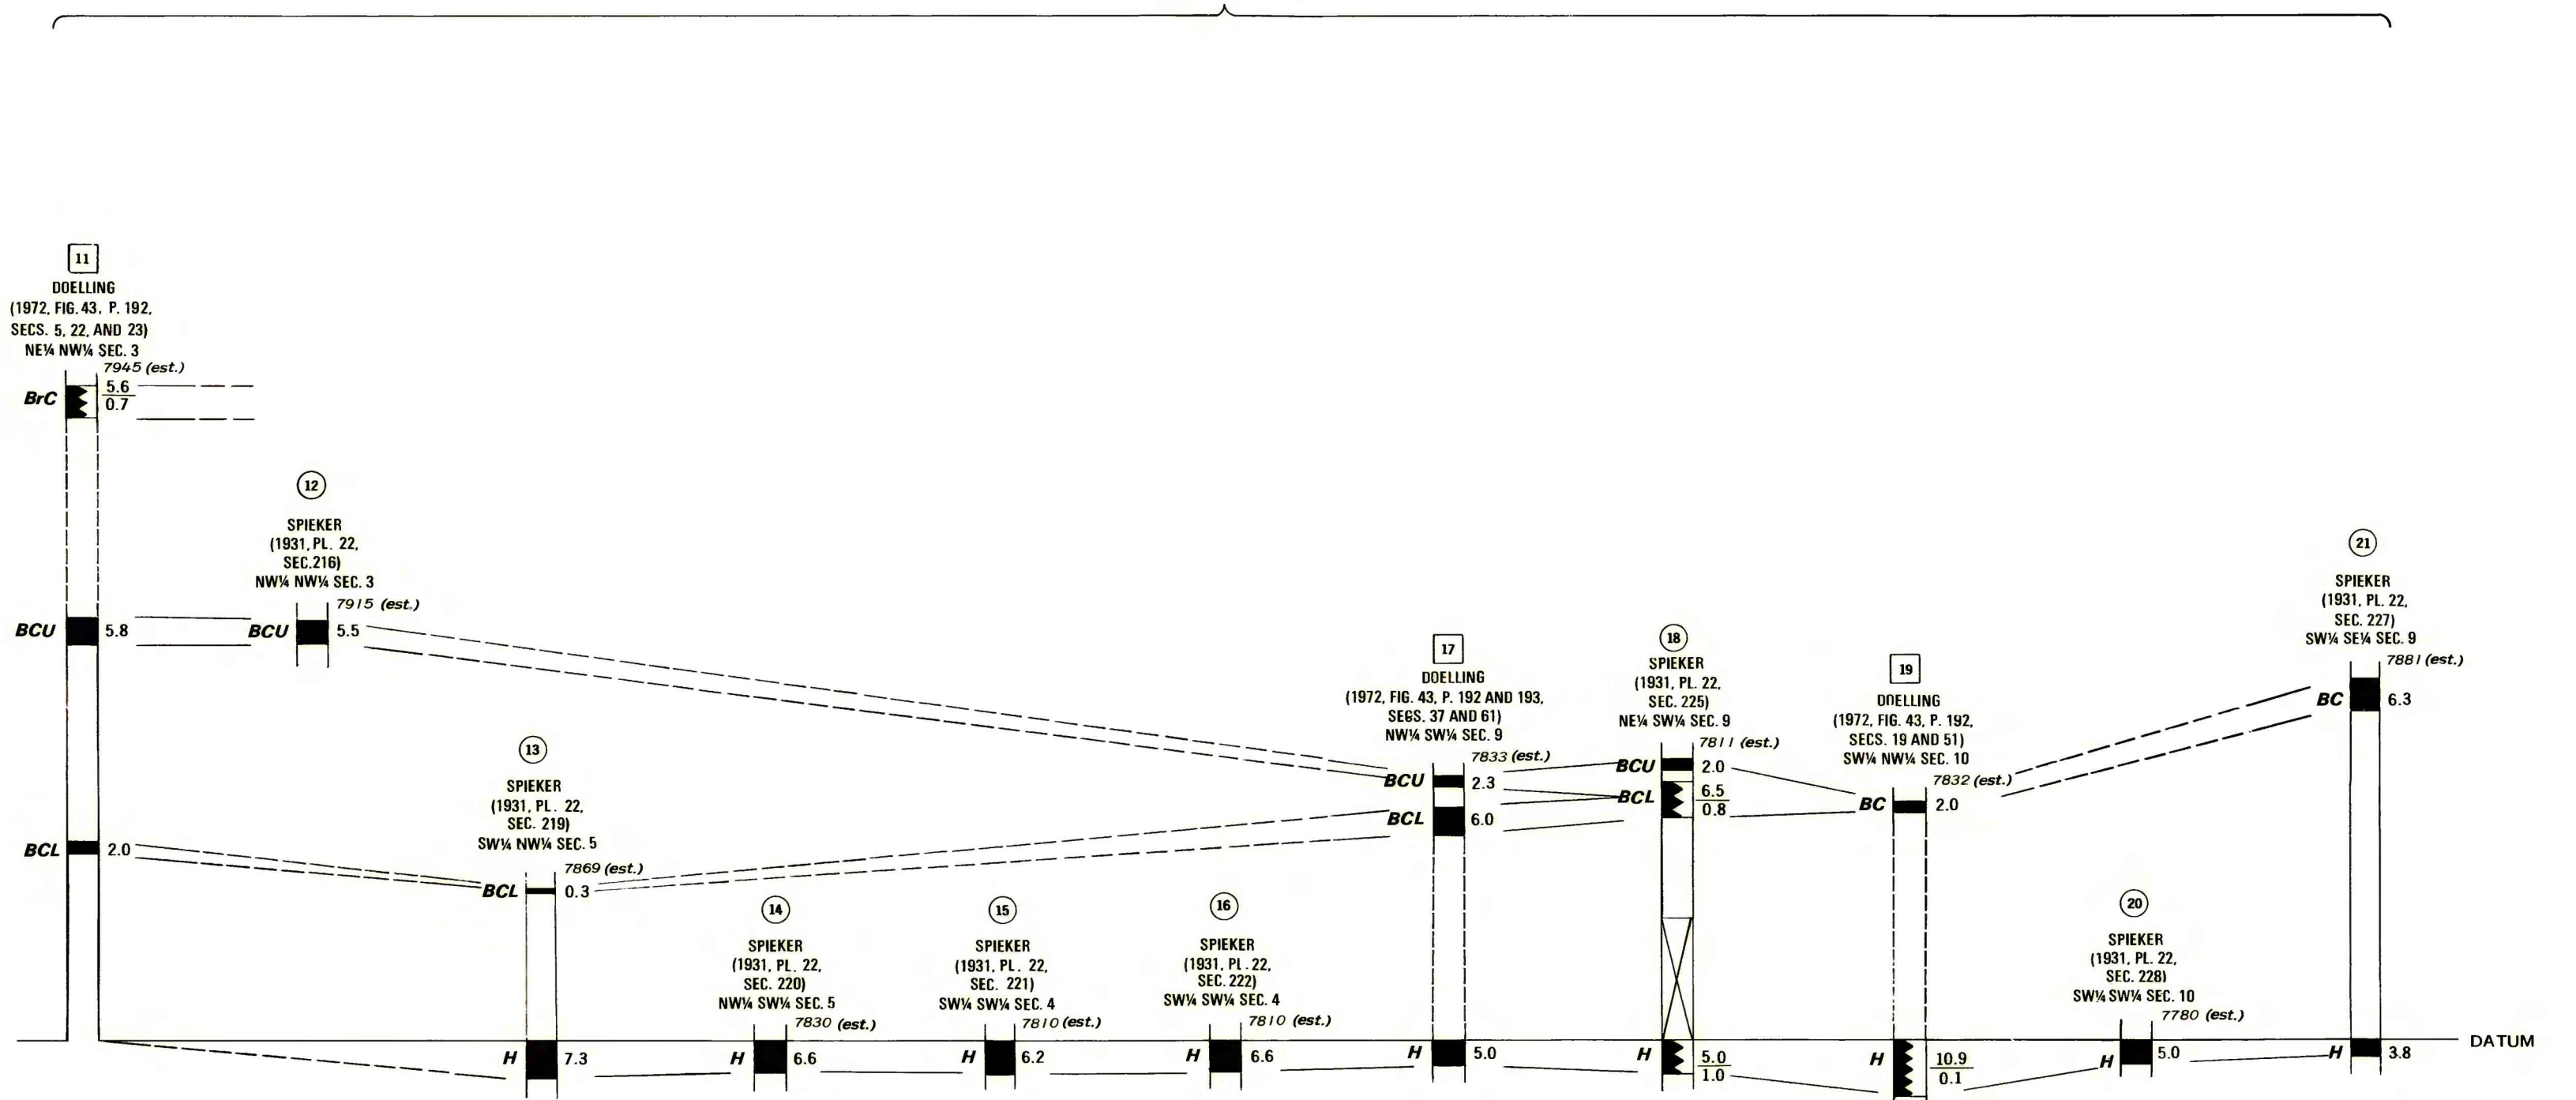 11
DOELLING
(1972, FIG. 43, P. 192,
SECS. 5, 22, AND 23)
NE¼ NW¼ SEC. 3
7945 (est.)
BrC
5.6
0.7
BCU
5.8
BCL
2.0
12
SPIEKER
(1931, PL. 22,
SEC.216)
NW¼ NW¼ SEC. 3
7915 (est.)
BCU
5.5
13
SPIEKER
(1931, PL. 22,
SEC. 219)
SW¼ NW¼ SEC. 5
7869 (est.)
BCL
0.3
H
7.3
14
SPIEKER
(1931, PL. 22,
SEC. 220)
NW¼ SW¼ SEC. 5
7830 (est.)
H
6.6
15
SPIEKER
(1931, PL. 22,
SEC. 221)
SW¼ SW¼ SEC. 4
7810 (est.)
H
6.2
16
SPIEKER
(1931, PL. 22,
SEC. 222)
SW¼ SW¼ SEC. 4
7810 (est.)
H
6.6
17
DOELLING
(1972, FIG. 43, P. 192 AND 193,
SECS. 37 AND 61)
NW¼ SW¼ SEC. 9
7833 (est.)
BCU
2.3
BCL
6.0
H
5.0
18
SPIEKER
(1931, PL. 22,
SEC. 225)
NE¼ SW¼ SEC. 9
7811 (est.)
BCU
2.0
BCL
6.5
0.8
H
5.0
1.0
19
DOELLING
(1972, FIG. 43, P. 192,
SECS. 19 AND 51)
SW¼ NW¼ SEC. 10
7832 (est.)
BC
2.0
H
10.9
0.1
20
SPIEKER
(1931, PL. 22,
SEC. 228)
SW¼ SW¼ SEC. 10
7780 (est.)
H
5.0
21
SPIEKER
(1931, PL. 22,
SEC. 227)
SW¼ SE¼ SEC. 9
7881 (est.)
BC
6.3
H
3.8
DATUM